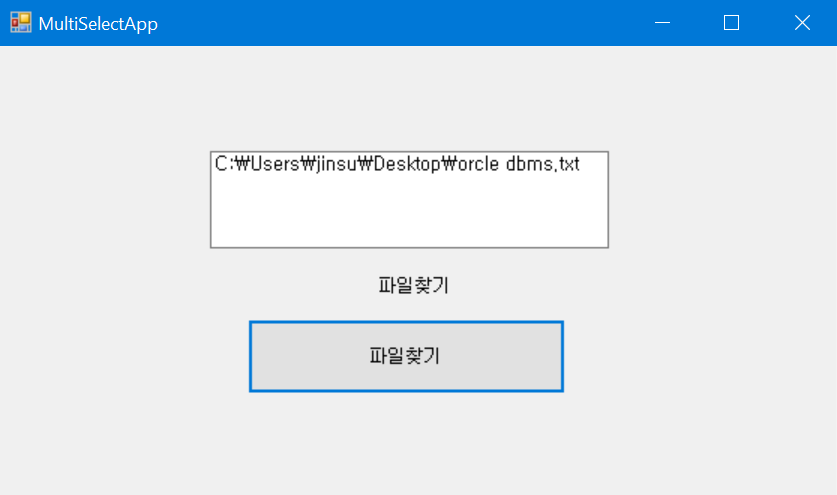 MultiSelectApp
C:₩Users₩jinsu₩Desktop₩orcle dbms,txt
파일찾기
파일찾기